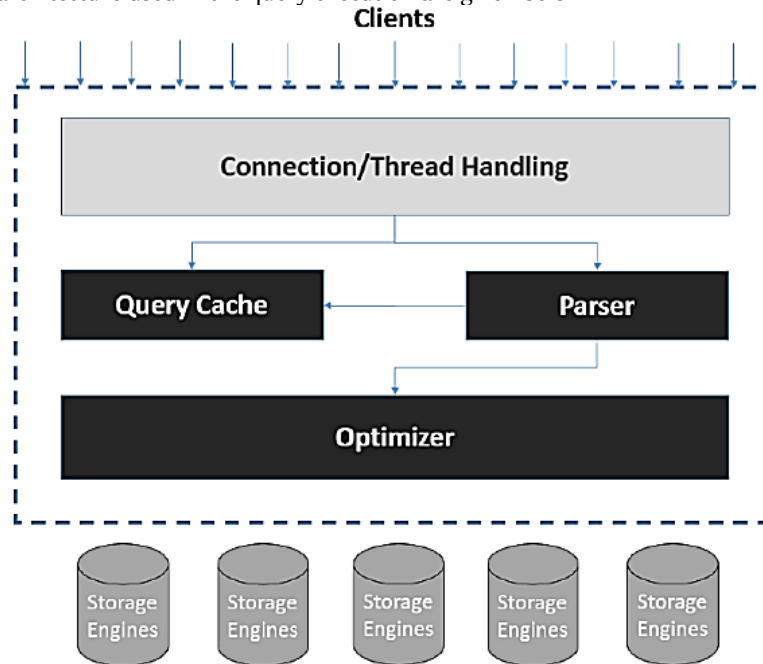 Clients
Connection/Thread Handling
Query Cache
Parser
Optimizer
Storage
Engines
Storage
Engines
Storage
Engines
Storage
Engines
Storage
Engines